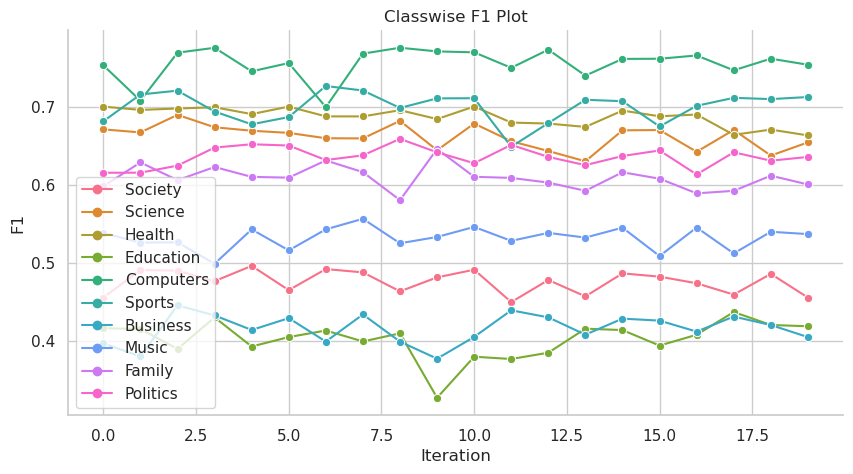 Classwise F1 Plot
F1
0.7
0.6
0.5
0.4
Society
Science
Health
Education
Computers
Sports
Business
Music
Family
Politics
0.0 2.5 5.0 7.5 10.0 12.5 15.0 17.5
Iteration